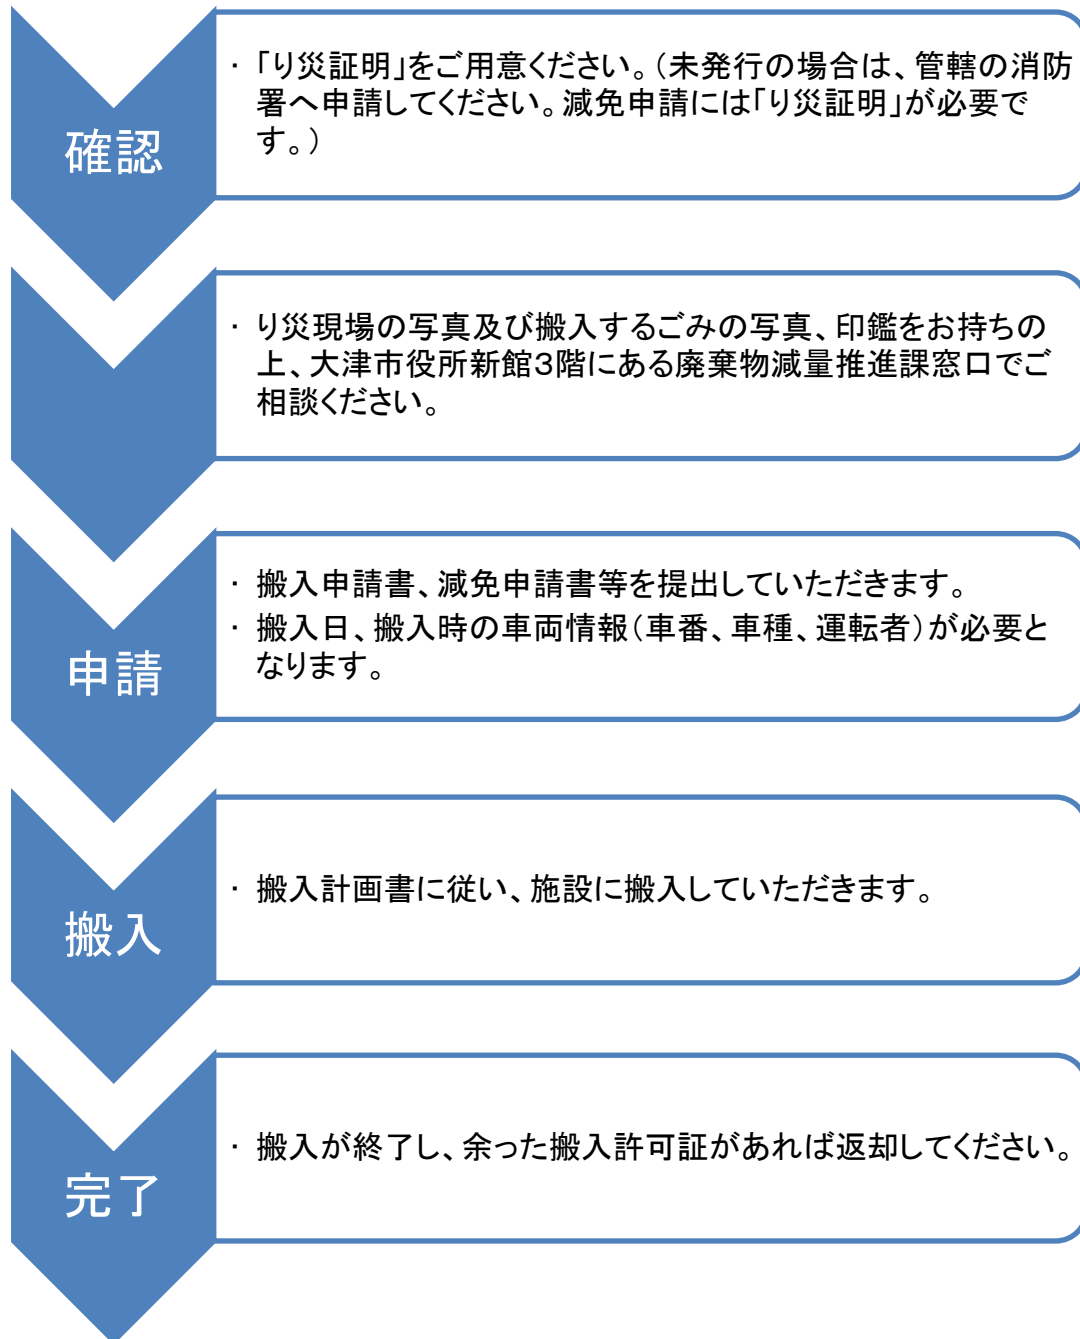 確認
・「り災証明」をご用意ください。（未発行の場合は、管轄の消防
署へ申請してください。減免申請には「り災証明」が必要で
す。）
・り災現場の写真及び搬入するごみの写真、印鑑をお持ちの
上、大津市役所新館3階にある廃棄物減量推進課窓口でご
相談ください。
申請
・搬入申請書、減免申請書等を提出していただきます。
・搬入日、搬入時の車両情報（車番、車種、運転者）が必要と
なります。
搬入
・搬入計画書に従い、施設に搬入していただきます。
完了
・搬入が終了し、余った搬入許可証があれば返却してください。